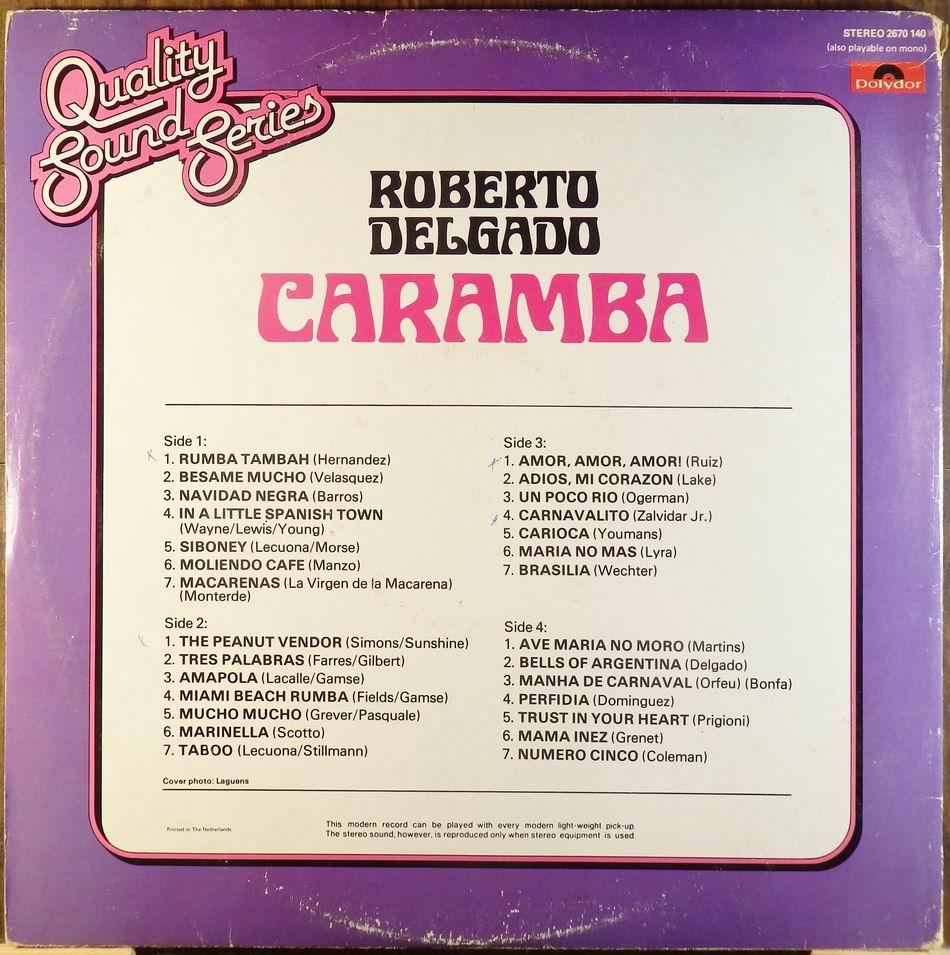 Quality
Sound Series
STEREO 2670 140
(also playable on mono)
polydor
ROBERTO
DELGADO
CARAMBA
Side 1:
1. RUMBA TAMBAH (Hernandez)
2. BESAME MUCHO (Velasquez)
3. NAVIDAD NEGRA (Barros)
4. IN A LITTLE SPANISH TOWN
(Wayne/Lewis/Young)
5. SIBONEY (Lecuona/Morse)
6. MOLIENDO CAFE (Manzo)
7. MACARENAS (La Virgen de la Macarena)
(Monterde)
Side 2:
1. THE PEANUT VENDOR (Simons/Sunshine)
2. TRES PALABRAS (Farres/Gilbert)
3. AMAPOLA (Lacalle/Gamse)
4. MIAMI BEACH RUMBA (Fields/Gamse)
5. MUCHO MUCHO (Grever/Pasquale)
6. MARINELLA (Scotto)
7. TABOO (Lecuona/Stillmann)
Side 3:
1. AMOR, AMOR, AMOR! (Ruiz)
2. ADIOS, MI CORAZON (Lake)
3. UN POCO RIO (Ogerman)
4. CARNAVALITO (Zalvidar Jr.)
5. CARIOCA (Youmans)
6. MARIA NO MAS (Lyra)
7. BRASILIA (Wechter)
Side 4:
1. AVE MARIA NO MORO (Martins)
2. BELLS OF ARGENTINA (Delgado)
3. MANHA DE CARNAVAL (Orfeu) (Bonfa)
4. PERFIDIA (Dominguez)
5. TRUST IN YOUR HEART (Prigioni)
6. MAMA INEZ (Grenet)
7. NUMERO CINCO (Coleman)
Cover photo: Laguens
Printed in The Netherlands
This modern record can be played with every modern light-weight pick-up.
The stereo sound, however, is reproduced only when stereo equipment is used.